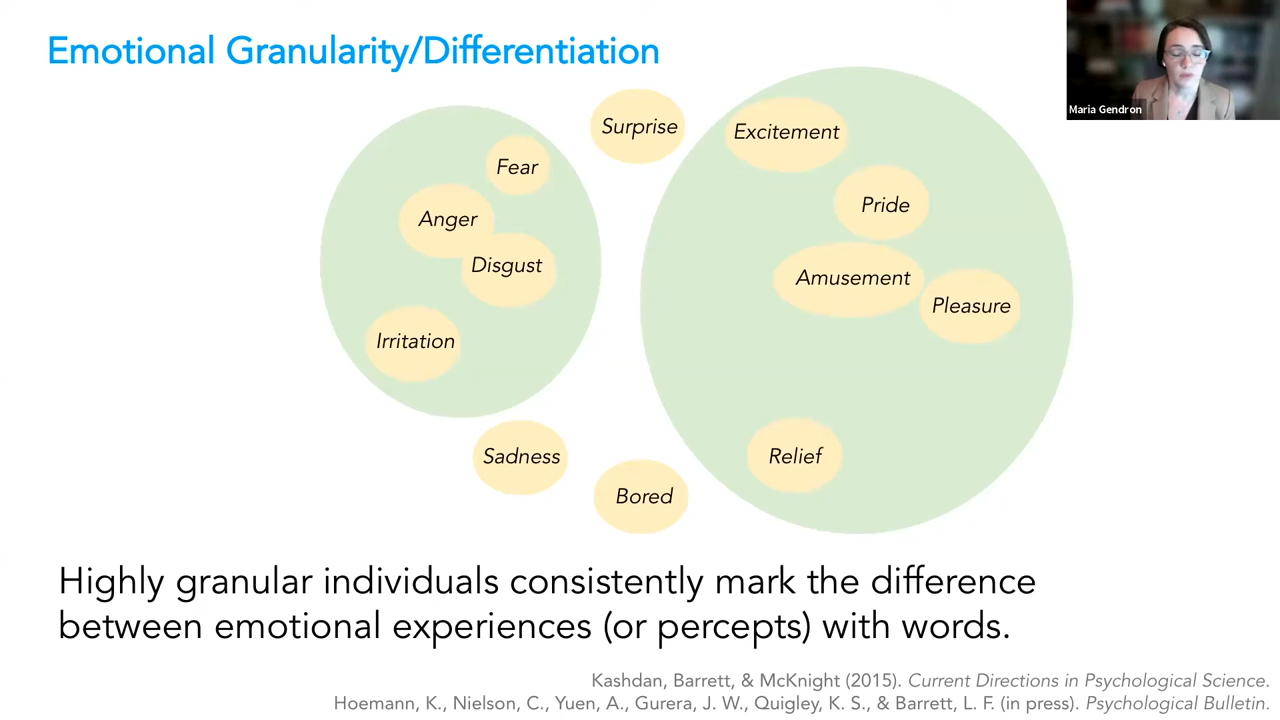 Emotional Granularity/Differentiation
Maria Gendron
Surprise
Excitement
Fear
Pride
Anger
Disgust
Amusement
Pleasure
Irritation
Sadness
Relief
Bored
Highly granular individuals consistently mark the difference
between emotional experiences (or percepts) with words.
Kashdan, Barrett, & McKnight (2015). Current Directions in Psychological Science.
Hoemann, K., Nielson, C., Yuen, A., Gurera, J. W., Quigley, K. S., & Barrett, L. F. (in press). Psychological Bulletin.